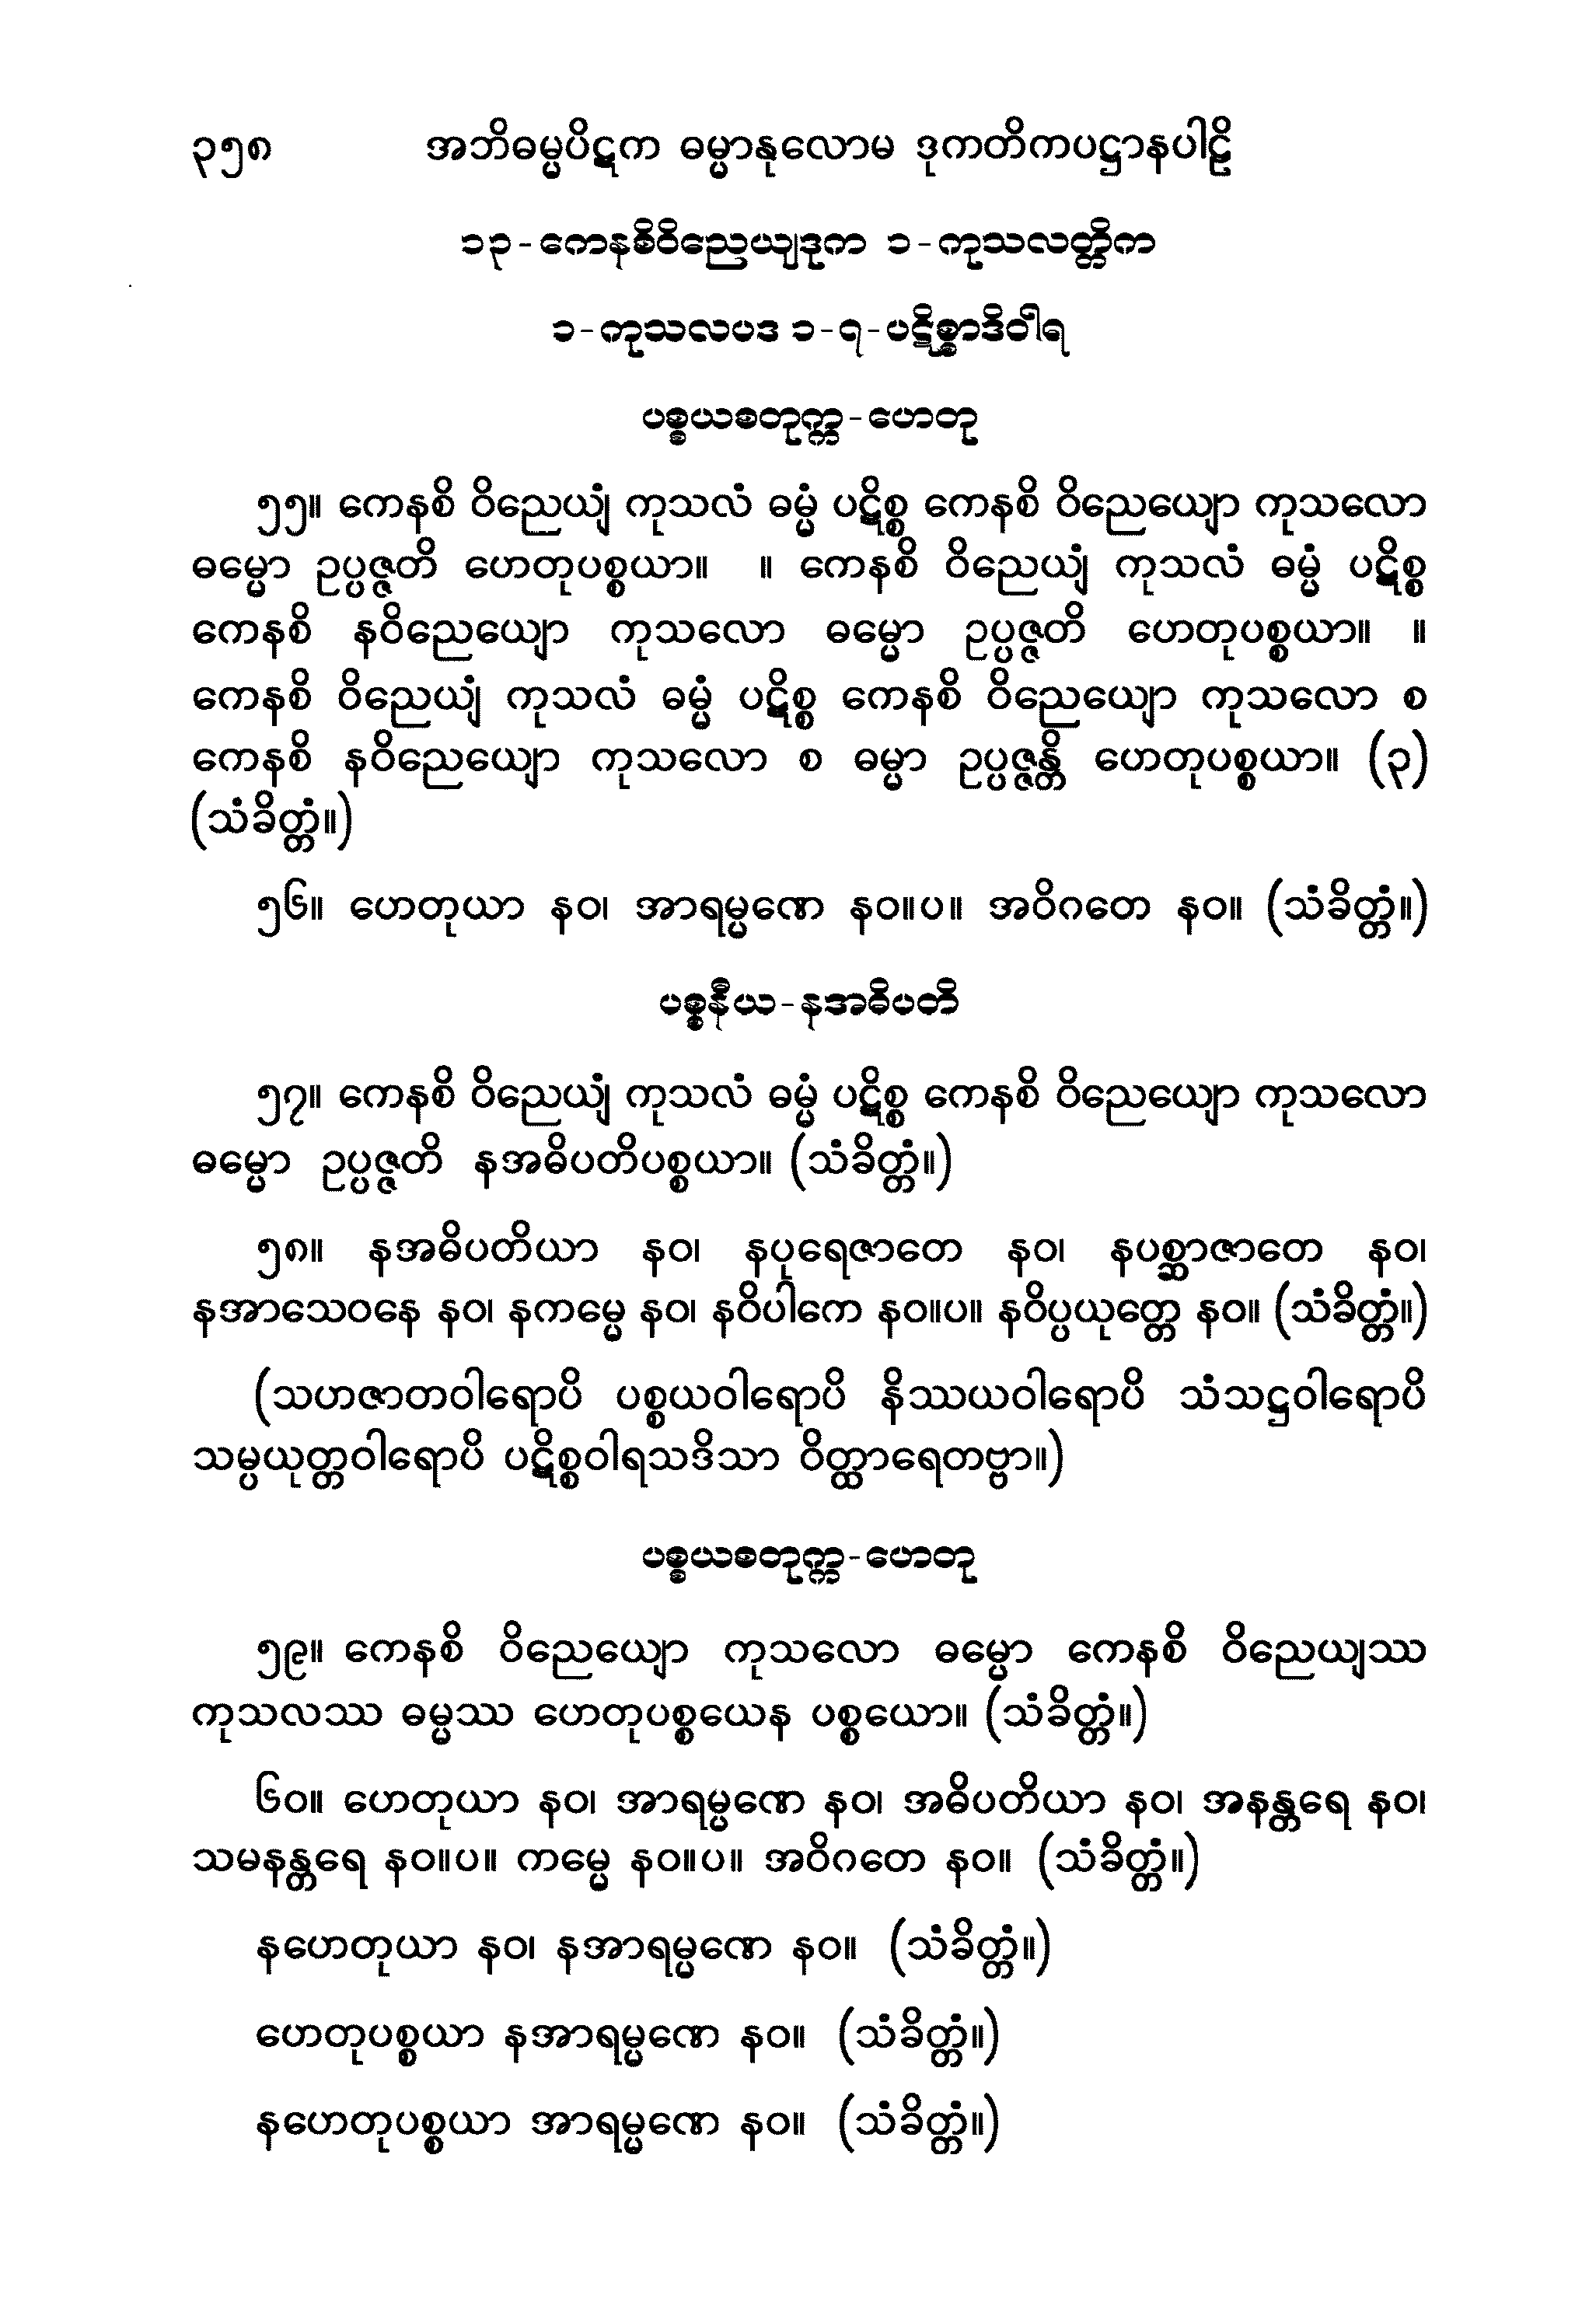 ၃၅၈ အဘိဓမ္မပိဋက ဓမ္မာနုလောမ ဒုကတိကပဋ္ဌာနပါဠိ
၁၃-ကေနစိဝိညေယျဒုက ၁-ကုသလတ္တိက
၁-ကုသလပဒ ၁-၇-ပဋိစ္စာဒိဝါရ
ပစ္စယစတုက္က-ဟေတု
၅၅။ ကေနစိ ဝိညေယျံ ကုသလံ ဓမ္မံ ပဋိစ္စ ကေနစိ ဝိညေယျော ကုသလော
ဓမ္မော ဥပ္ပဇ္ဇတိ ဟေတုပစ္စယာ။ ။ ကေနစိ ဝိညေယျံ ကုသလံ ဓမ္မံ ပဋိစ္စ
ကေနစိ နဝိညေယျော ကုသလော ဓမ္မော ဥပ္ပဇ္ဇတိ ဟေတုပစ္စယာ။ ။
ကေနစိ ဝိညေယျံ ကုသလံ ဓမ္မံ ပဋိစ္စ ကေနစိ ဝိညေယျော ကုသလော စ
ကေနစိ နဝိညေယျော ကုသလော စ ဓမ္မာ ဥပ္ပဇ္ဇန္တိ ဟေတုပစ္စယာ။ (၃)
(သံခိတ္တံ။)
၅၆။ ဟေတုယာ နဝ၊ အာရမ္မဏေ နဝ။ပ။ အဝိဂတေ နဝ။ (သံခိတ္တံ။)
ပစ္စနီယ-နအဓိပတိ
၅၇။ ကေနစိ ဝိညေယျံ ကုသလံ ဓမ္မံ ပဋိစ္စ ကေနစိ ဝိညေယျော ကုသလော
ဓမ္မော ဥပ္ပဇ္ဇတိ နအဓိပတိပစ္စယာ။ (သံခိတ္တံ။)
၅၈။ နအဓိပတိယာ နဝ၊ နပုရေဇာတေ နဝ၊ နပစ္ဆာဇာတေ နဝ၊
နအာသေဝနေ နဝ၊ နကမ္မေ နဝ၊ နဝိပါကေ နဝ။ပ။ နဝိပ္ပယုတ္တေ နဝ။ (သံခိတ္တံ။)
(သဟဇာတဝါရောပိ ပစ္စယဝါရောပိ နိဿယဝါရောပိ သံသဋ္ဌဝါရောပိ
သမ္ပယုတ္တဝါရောပိ ပဋိစ္စဝါရသဒိသာ ဝိတ္ထာရေတဗ္ဗာ။)
ပစ္စယစတုက္က-ဟေတု
၅၉။ ကေနစိ ဝိညေယျော ကုသလော ဓမ္မော ကေနစိ ဝိညေယျဿ
ကုသလဿ ဓမ္မဿ ဟေတုပစ္စယေန ပစ္စယော။ (သံခိတ္တံ။)
၆၀။ ဟေတုယာ နဝ၊ အာရမ္မဏေ နဝ၊ အဓိပတိယာ နဝ၊ အနန္တရေ နဝ၊
သမနန္တရေ နဝ။ပ။ ကမ္မေ နဝ။ပ။ အဝိဂတေ နဝ။ (သံခိတ္တံ။)
နဟေတုယာ နဝ၊ နအာရမ္မဏေ နဝ။ (သံခိတ္တံ။)
ဟေတုပစ္စယာ နအာရမ္မဏေ နဝ။ (သံခိတ္တံ။)
နဟေတုပစ္စယာ အာရမ္မဏေ နဝ။ (သံခိတ္တံ။)